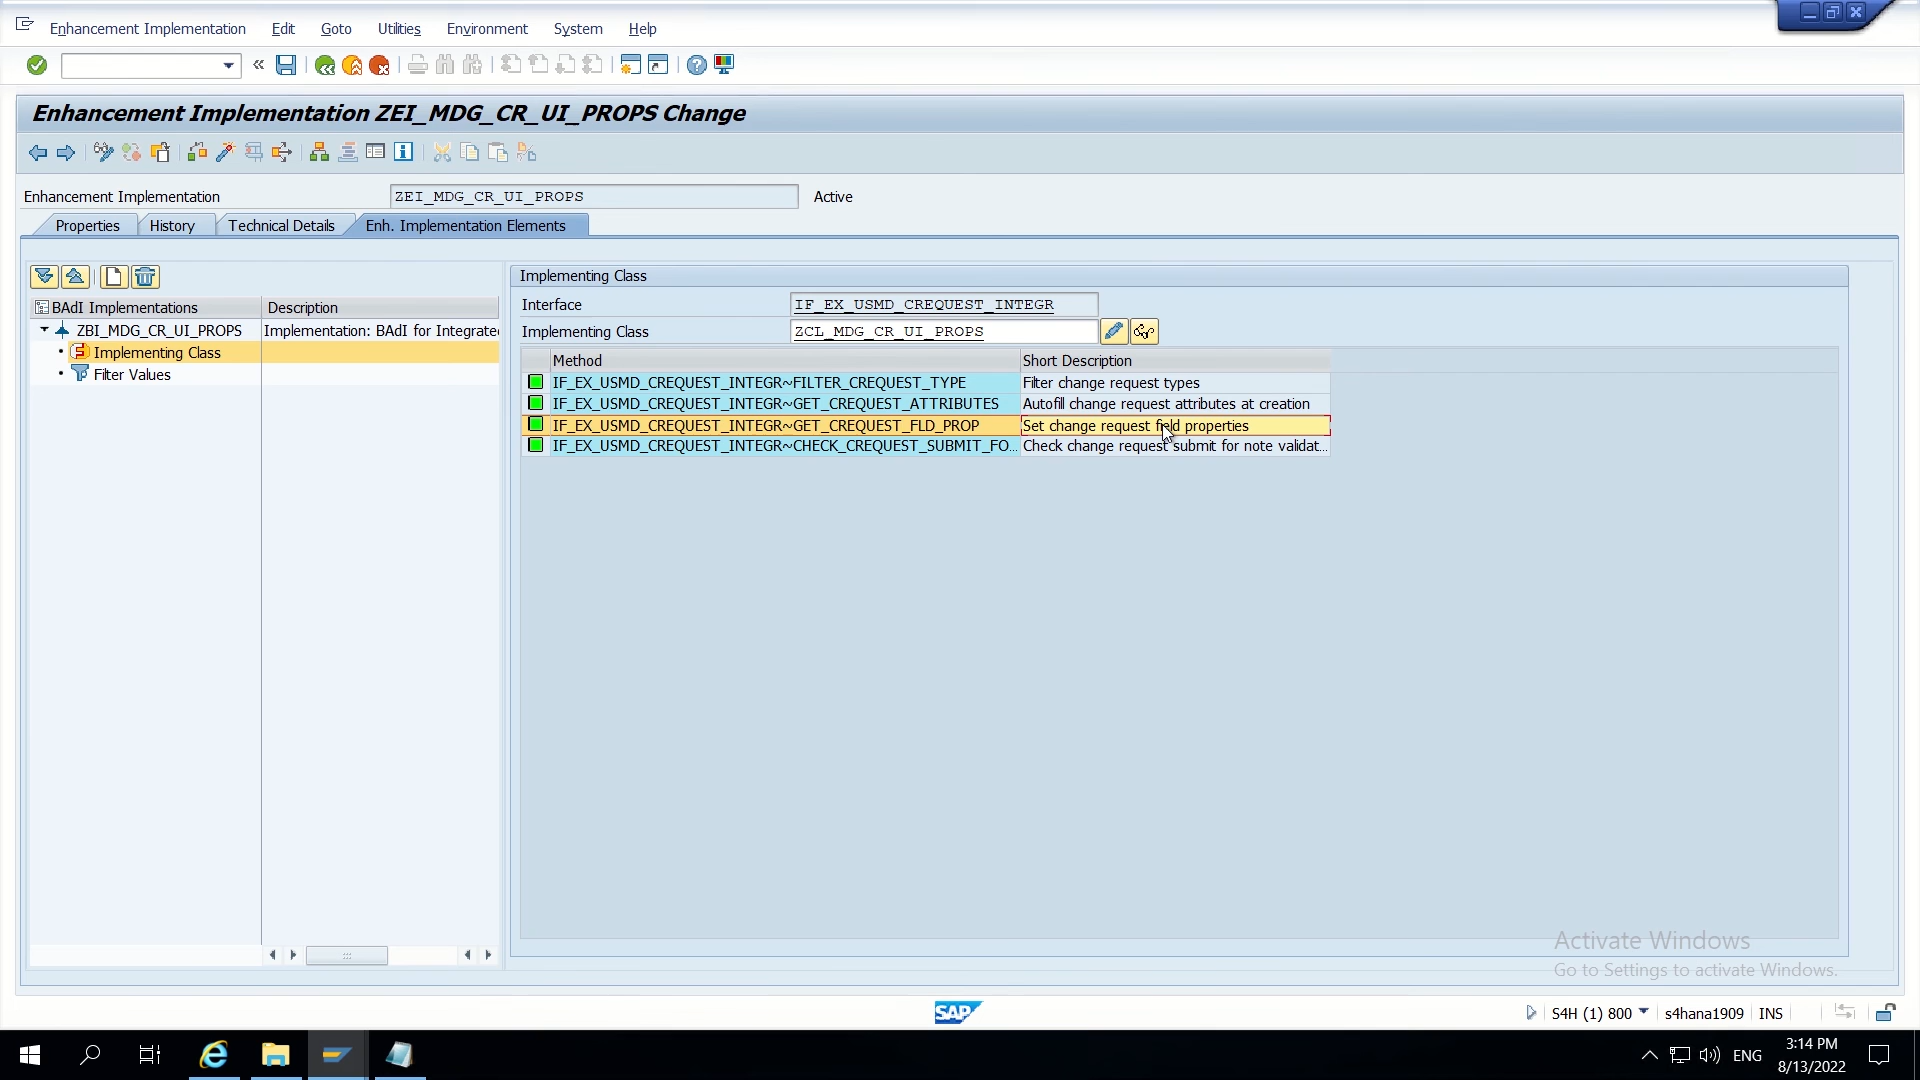 Enhancement Implementation Edit Goto Utilities Environment System Help
Enhancement Implementation ZEI_MDG_CR_UI_PROPS Change
Enhancement Implementation ZEI_MDG_CR_UI_PROPS Active
Properties History Technical Details Enh. Implementation Elements
Implementing Class
BAdI Implementations Description
ZBI_MDG_CR_UI_PROPS Implementation: BAdI for Integrate
Implementing Class
Filter Values
Interface IF_EX_USMD_CREQUEST_INTEGR
Implementing Class ZCL_MDG_CR_UI_PROPS
Method Short Description
IF_EX_USMD_CREQUEST_INTEGR~FILTER_CREQUEST_TYPE Filter change request types
IF_EX_USMD_CREQUEST_INTEGR~GET_CREQUEST_ATTRIBUTES Autofill change request attributes at creation
IF_EX_USMD_CREQUEST_INTEGR~GET_CREQUEST_FLD_PROP Set change request field properties
IF_EX_USMD_CREQUEST_INTEGR~CHECK_CREQUEST_SUBMIT_FO... Check change request submit for note validat...
Activate Windows
Go to Settings to activate Windows.
SAP
S4H (1) 800 s4hana1909 INS
ENG
3:14 PM
8/13/2022